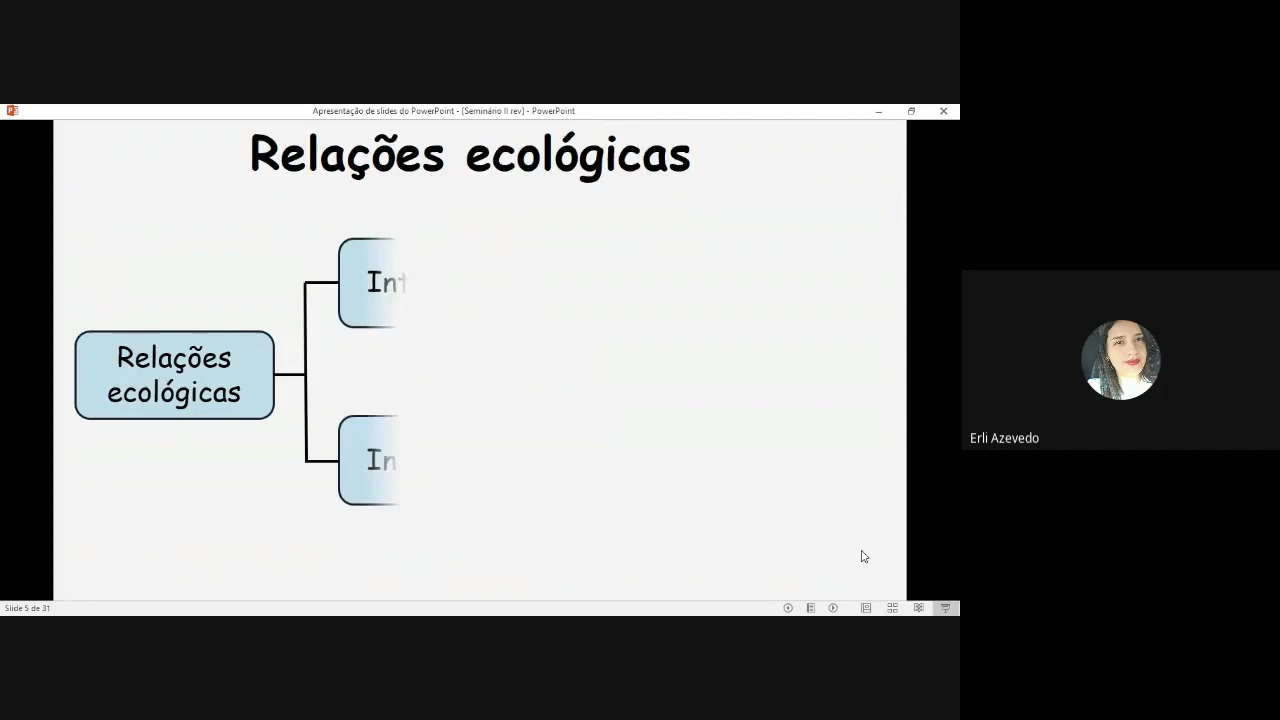 Apresentação de slides do PowerPoint - [Seminário II rev] - PowerPoint
Relações ecológicas
Int
Relações
ecológicas
In
Erli Azevedo
Slide 5 de 31